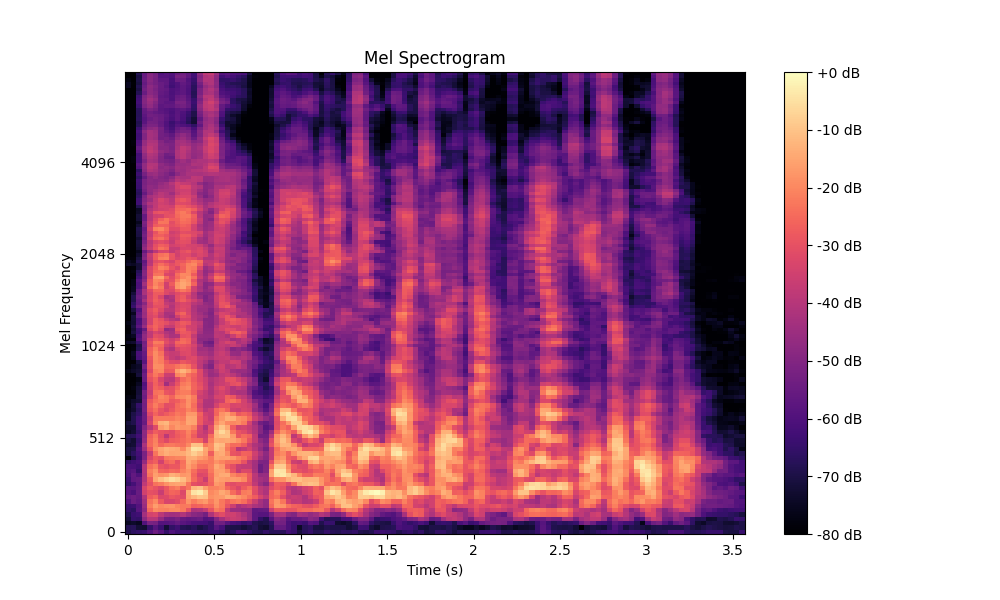 Mel Spectrogram
Mel Frequency
4096
2048
1024
512
0
0
0.5
1
1.5
2
2.5
3
3.5
Time (s)
+0 dB
-10 dB
-20 dB
-30 dB
-40 dB
-50 dB
-60 dB
-70 dB
-80 dB